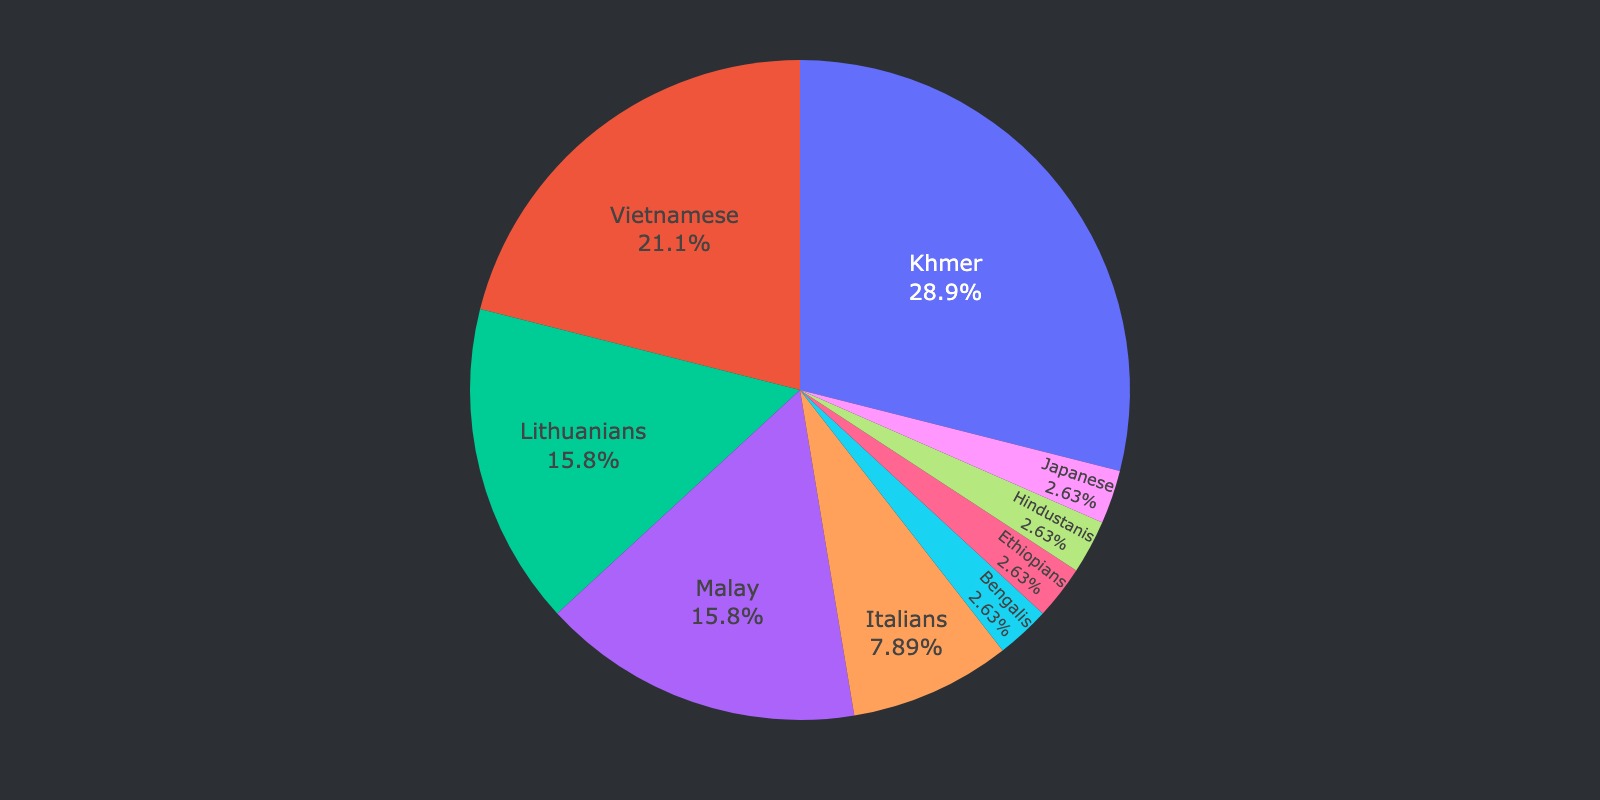 Vietnamese
21.1%
Khmer
28.9%
Lithuanians
15.8%
Japanese
2.63%
Hindustanis
2.63%
Ethiopians
2.63%
Bengalis
2.63%
Malay
15.8%
Italians
7.89%